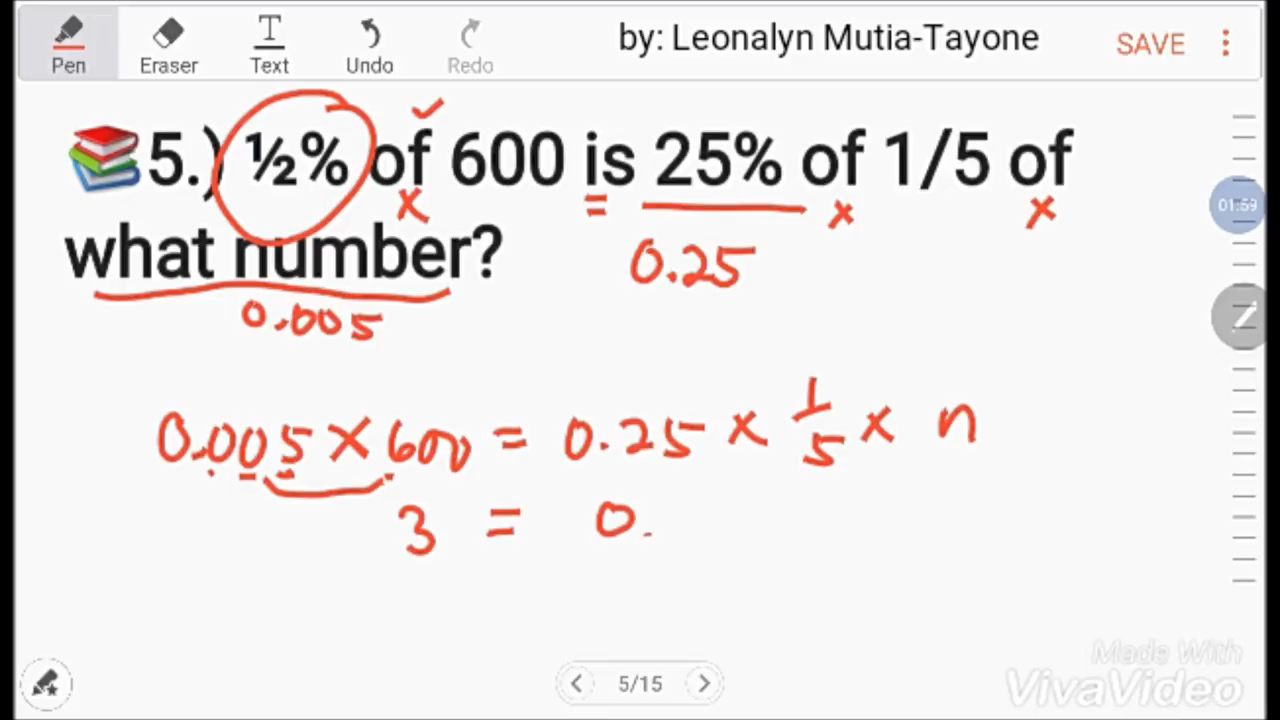 Pen Eraser Text Undo Redo by: Leonalyn Mutia-Tayone SAVE
5.) ½% of 600 is 25% of 1/5 of
x = x x
what number? 0.25
0.005
01:59
0.005 x 600 = 0.25 x 1/5 x n
3 = 0.
Made With
VivaVideo
5/15